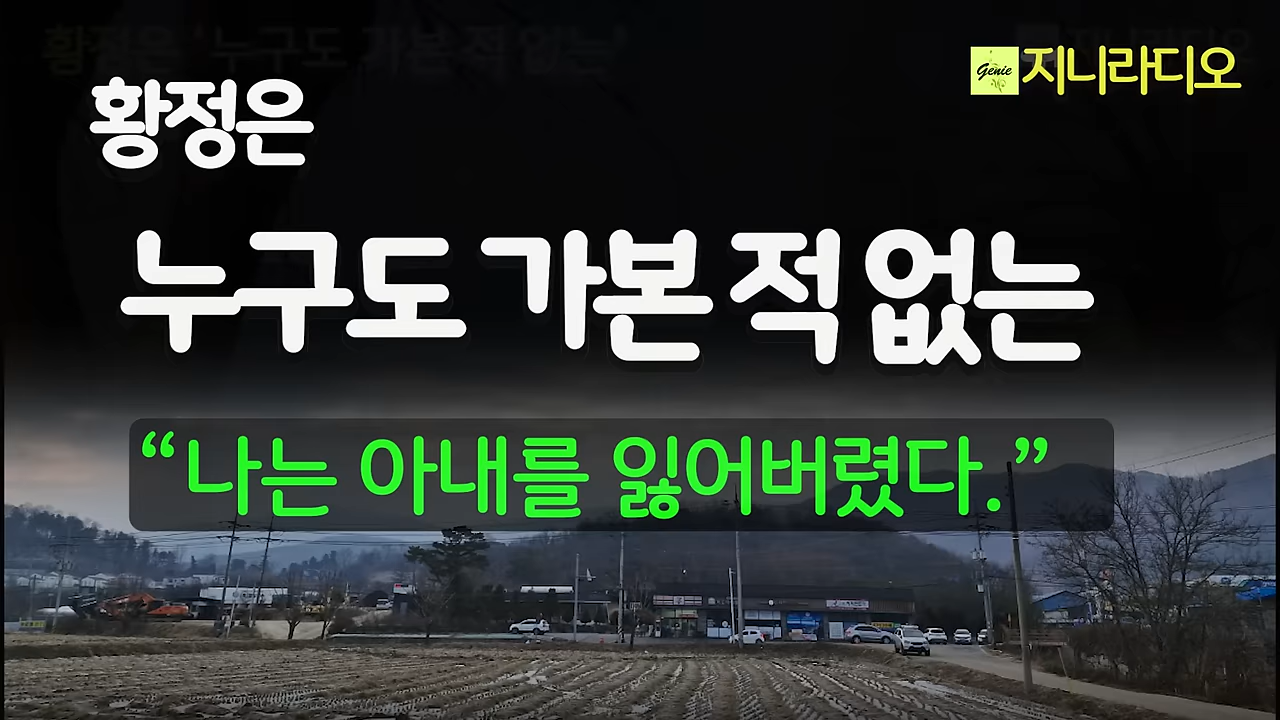 Genie 지니라디오
황정은
누구도 가본 적 없는
“나는 아내를 잃어버렸다.”